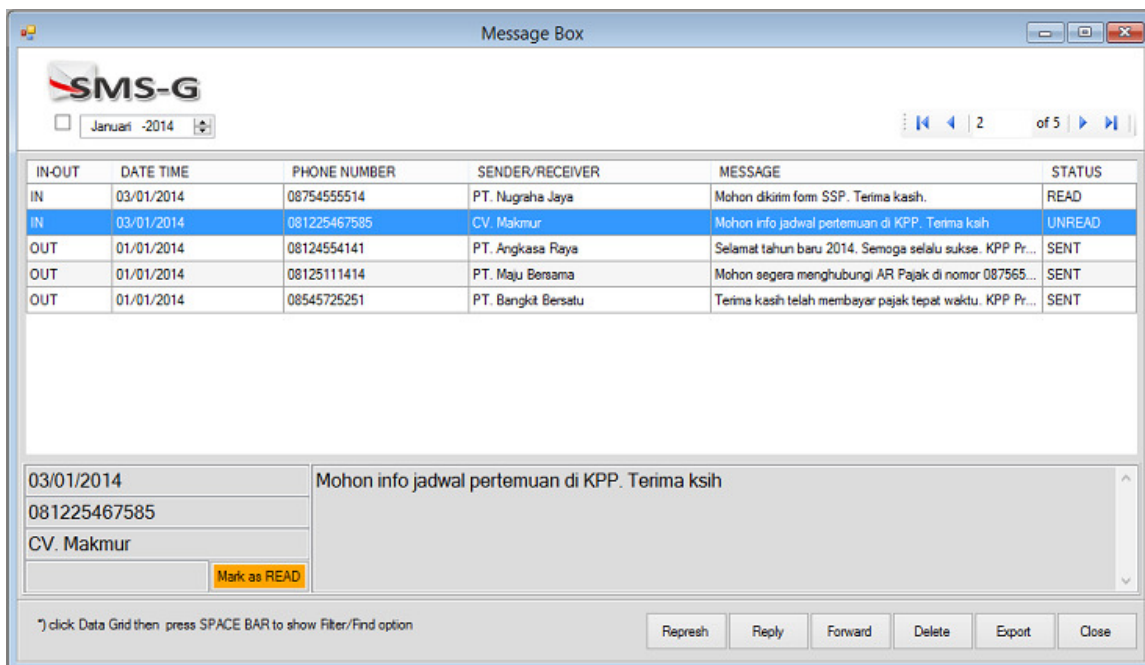 Message Box
SMS-G
Januari -2014
2 of 5
IN-OUT DATE TIME PHONE NUMBER SENDER/RECEIVER MESSAGE STATUS
IN 03/01/2014 08754555514 PT. Nugraha Jaya Mohon dikirim form SSP. Terima kasih. READ
IN 03/01/2014 081225467585 CV. Makmur Mohon info jadwal pertemuan di KPP. Terima ksih UNREAD
OUT 01/01/2014 08124554141 PT. Angkasa Raya Selamat tahun baru 2014. Semoga selalu sukse. KPP Pr... SENT
OUT 01/01/2014 08125111414 PT. Maju Bersama Mohon segera menghubungi AR Pajak di nomor 087565... SENT
OUT 01/01/2014 08545725251 PT. Bangkit Bersatu Terima kasih telah membayar pajak tepat waktu. KPP Pr... SENT
03/01/2014
081225467585
CV. Makmur
Mark as READ
Mohon info jadwal pertemuan di KPP. Terima ksih
*) click Data Grid then press SPACE BAR to show Filter/Find option
Represh Reply Forward Delete Export Close